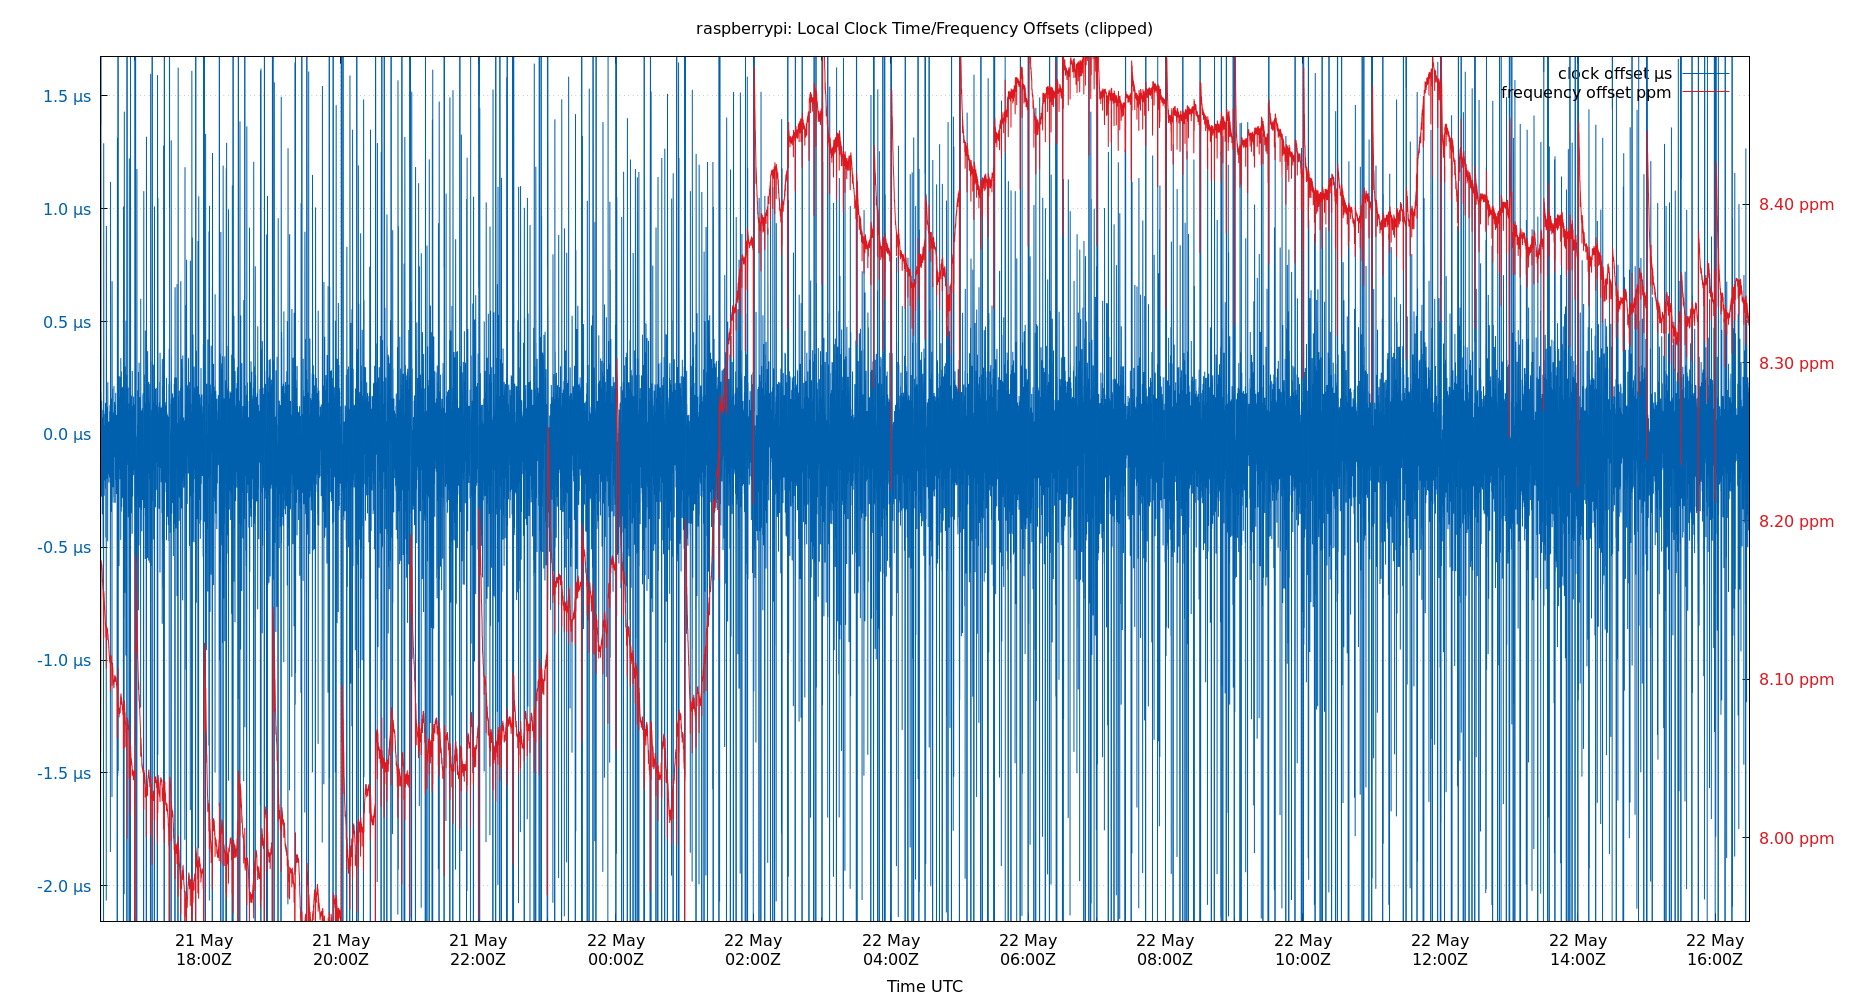 raspberrypi: Local Clock Time/Frequency Offsets (clipped)
clock offset µs
frequency offset ppm
1.5 µs
1.0 µs
0.5 µs
0.0 µs
-0.5 µs
-1.0 µs
-1.5 µs
-2.0 µs
8.40 ppm
8.30 ppm
8.20 ppm
8.10 ppm
8.00 ppm
21 May 21 May 21 May 22 May 22 May 22 May 22 May 22 May 22 May 22 May 22 May 22 May
18:00Z 20:00Z 22:00Z 00:00Z 02:00Z 04:00Z 06:00Z 08:00Z 10:00Z 12:00Z 14:00Z 16:00Z
Time UTC